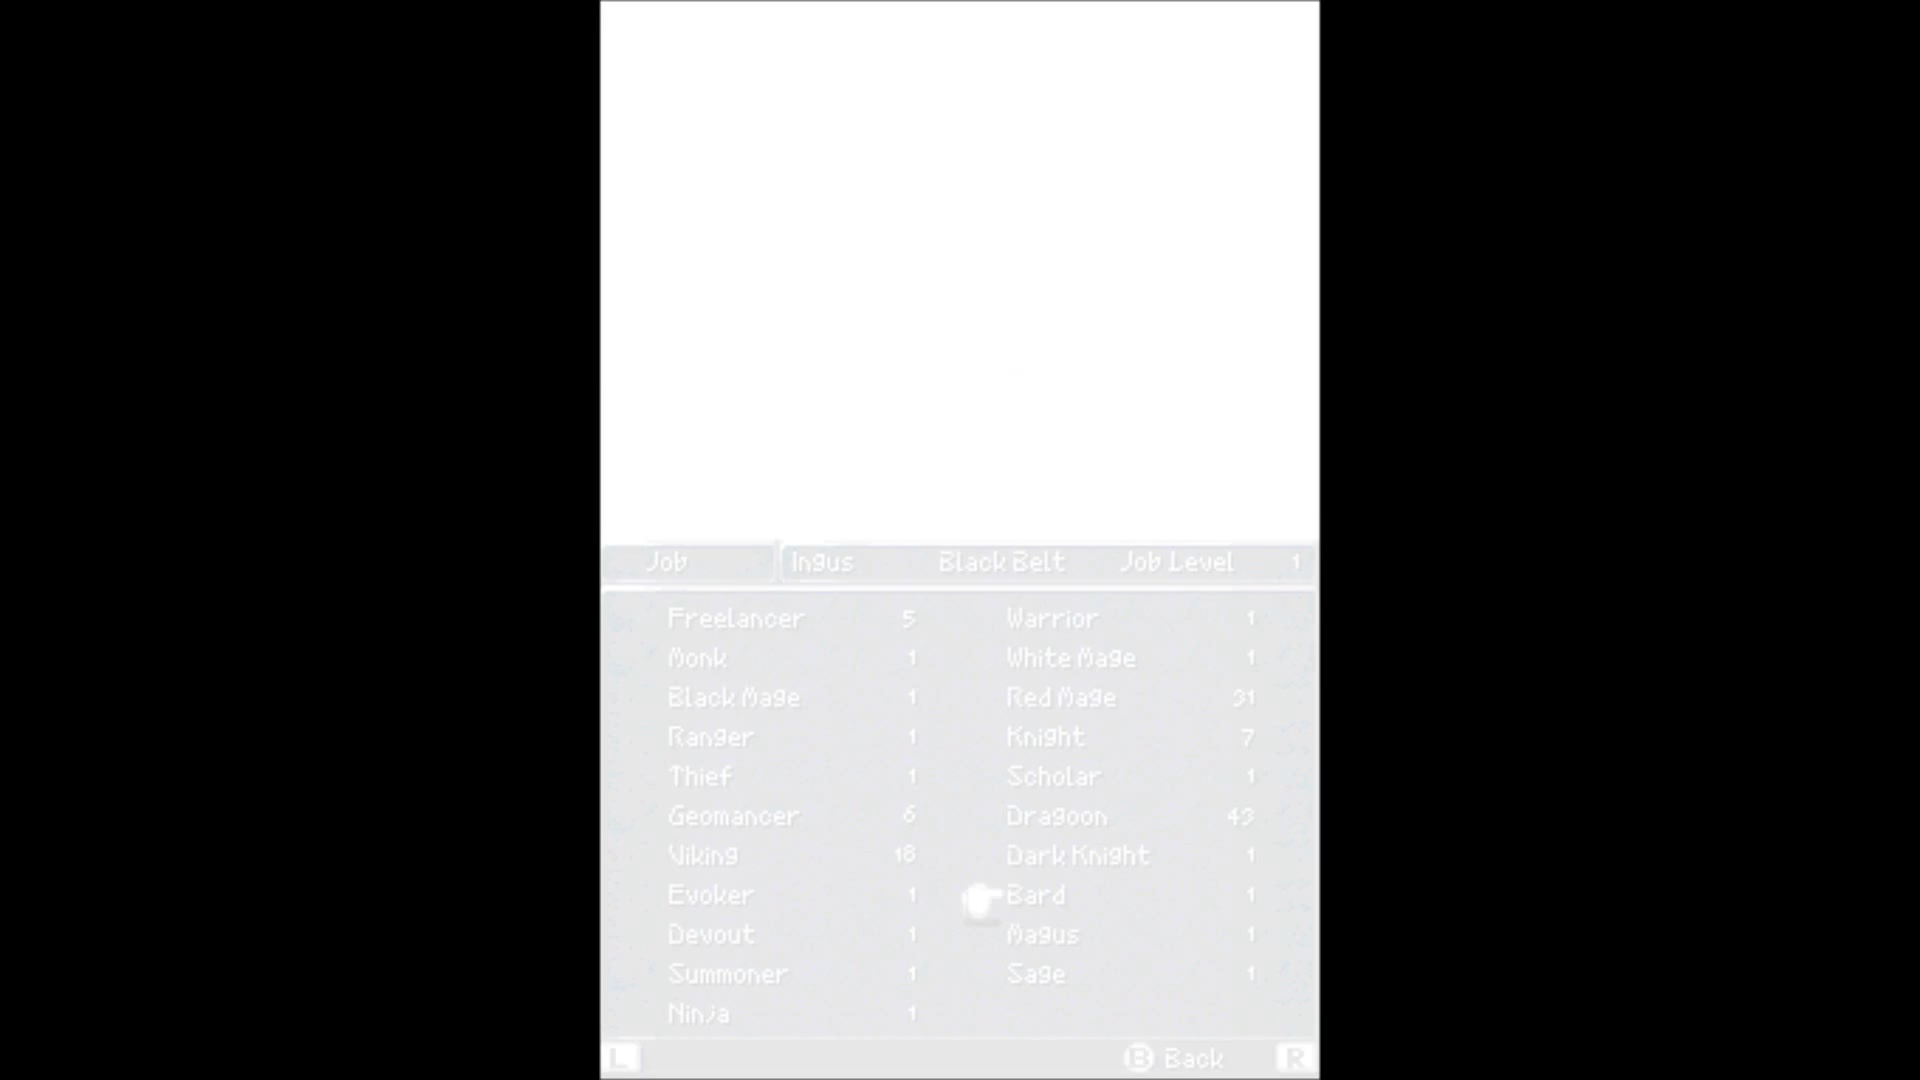 Job Ingus Black Belt Job Level 1
Freelancer 5 Warrior 1
Monk 1 White Mage 1
Black Mage 1 Red Mage 31
Ranger 1 Knight 7
Thief 1 Scholar 1
Geomancer 6 Dragoon 43
Viking 18 Dark Knight 1
Evoker 1 Bard 1
Devout 1 Magus 1
Summoner 1 Sage 1
Ninja 1
L B Back R